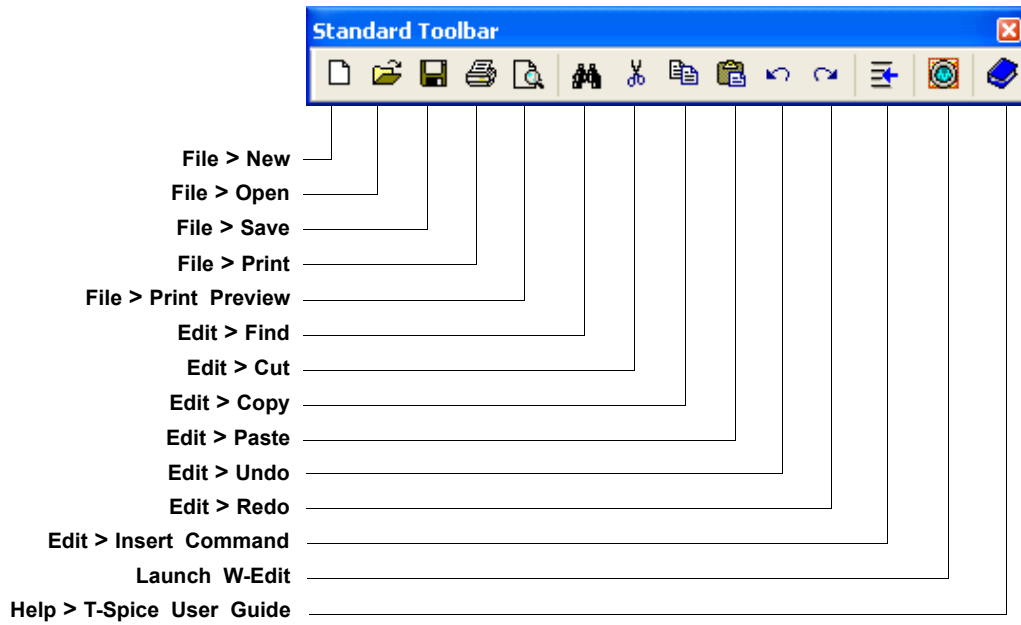 Standard Toolbar
File > New
File > Open
File > Save
File > Print
File > Print Preview
Edit > Find
Edit > Cut
Edit > Copy
Edit > Paste
Edit > Undo
Edit > Redo
Edit > Insert Command
Launch W-Edit
Help > T-Spice User Guide